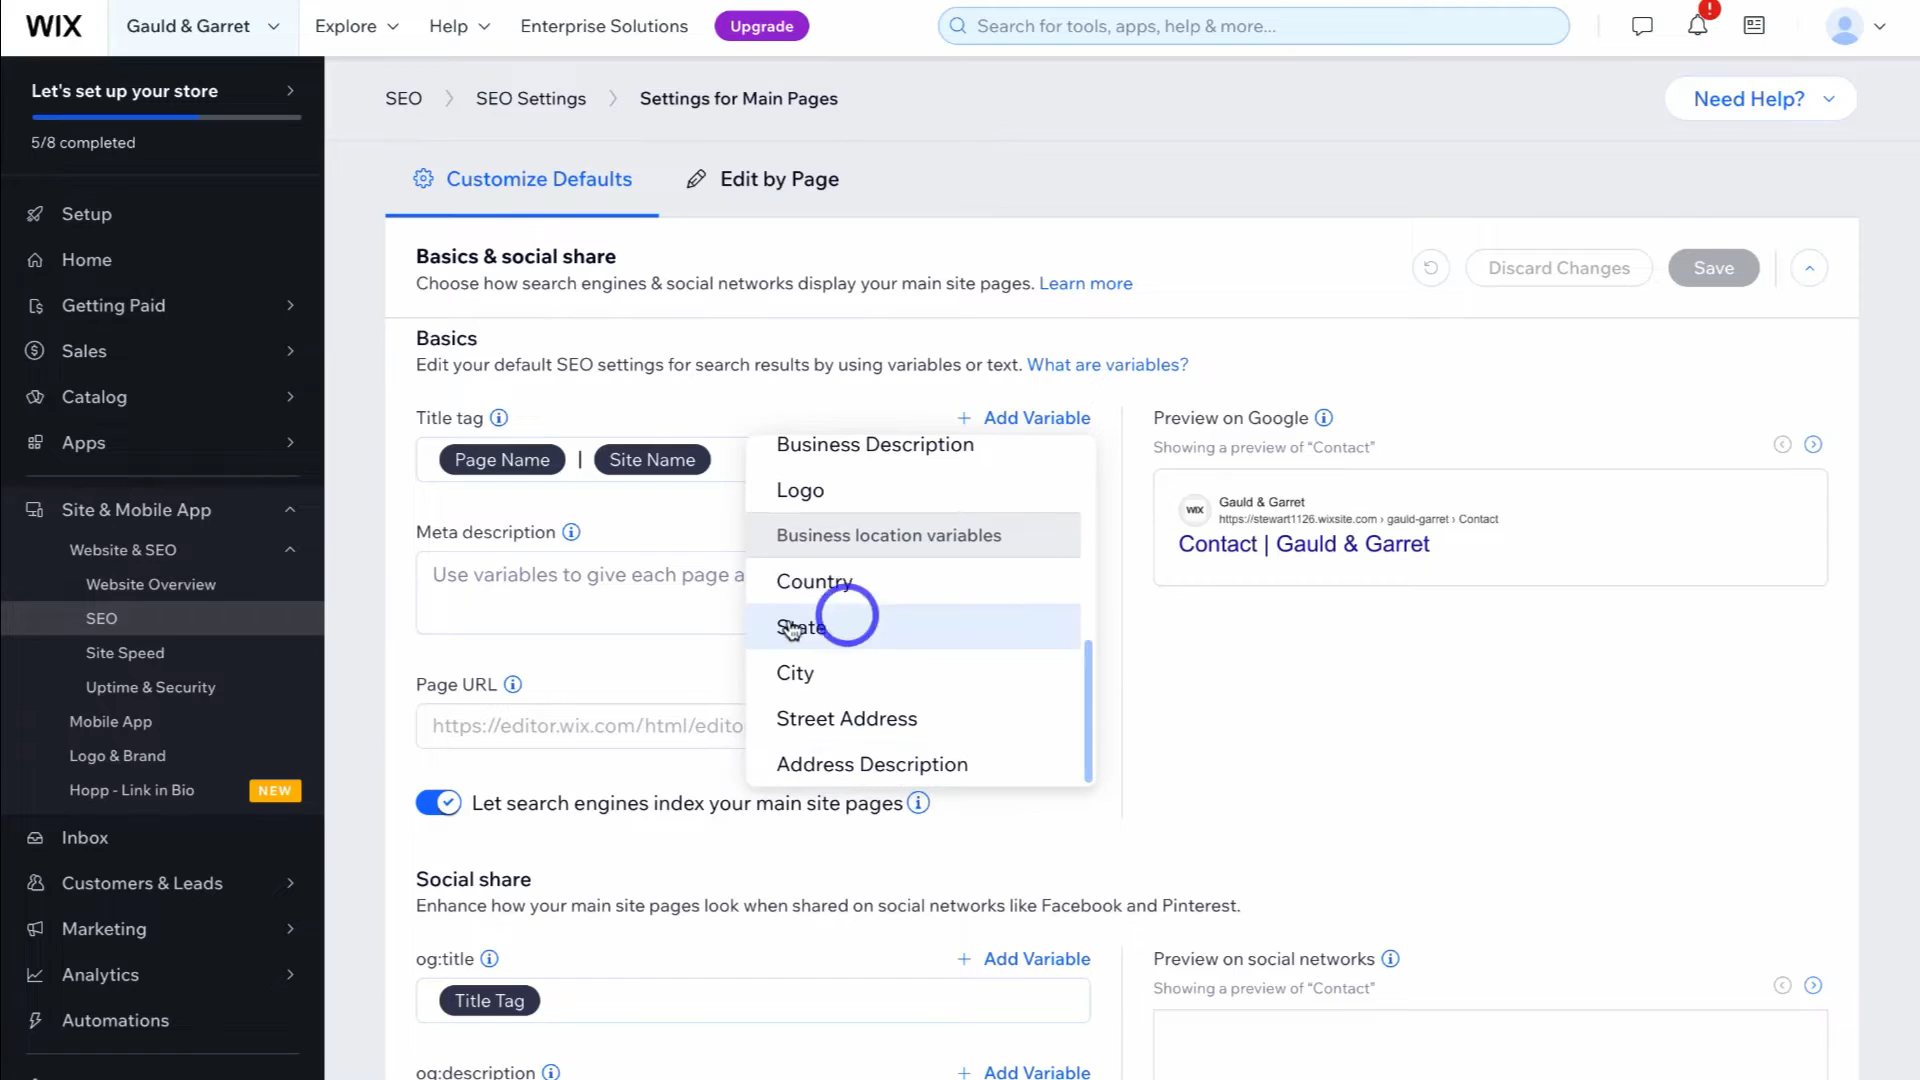 WIX
Gauld & Garret
Explore
Help
Enterprise Solutions
Upgrade
Search for tools, apps, help & more...
!
Let's set up your store
5/8 completed
Setup
Home
Getting Paid
Sales
Catalog
Apps
Site & Mobile App
Website & SEO
Website Overview
SEO
Site Speed
Uptime & Security
Mobile App
Logo & Brand
Hopp - Link in Bio
NEW
Inbox
Customers & Leads
Marketing
Analytics
Automations
SEO
SEO Settings
Settings for Main Pages
Need Help?
Customize Defaults
Edit by Page
Basics & social share
Choose how search engines & social networks display your main site pages. Learn more
Discard Changes
Save
Basics
Edit your default SEO settings for search results by using variables or text. What are variables?
Title tag
+ Add Variable
Page Name | Site Name
Meta description
Use variables to give each page a
Page URL
https://editor.wix.com/html/edito
Business Description
Logo
Business location variables
Country
State
City
Street Address
Address Description
Let search engines index your main site pages
Preview on Google
Showing a preview of "Contact"
WIX
Gauld & Garret
https://stewart1126.wixsite.com › gauld-garret › Contact
Contact | Gauld & Garret
Social share
Enhance how your main site pages look when shared on social networks like Facebook and Pinterest.
og:title
+ Add Variable
Title Tag
og:description
+ Add Variable
Preview on social networks
Showing a preview of "Contact"